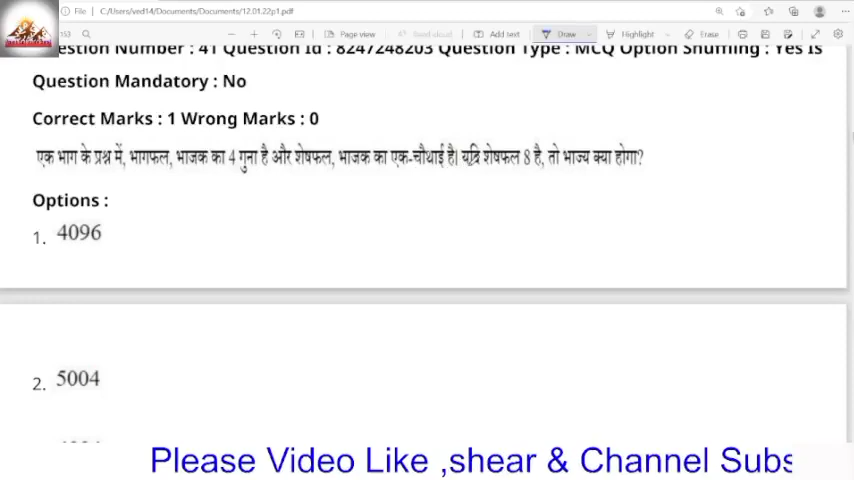 File | C:/Users/ved14/Documents/Documents/12.01.22p1.pdf
Page view Read aloud Add text Draw Highlight Erase
estion Number : 41 Question Id : 8247248203 Question Type : MCQ Option Shuffling : Yes Is
Question Mandatory : No
Correct Marks : 1 Wrong Marks : 0
एक भाग के प्रश्न में, भागफल, भाजक का 4 गुना है और शेषफल, भाजक का एक-चौथाई है। यदि शेषफल 8 है, तो भाज्य क्या होगा?
Options :
1. 4096
2. 5004
Please Video Like ,shear & Channel Subs